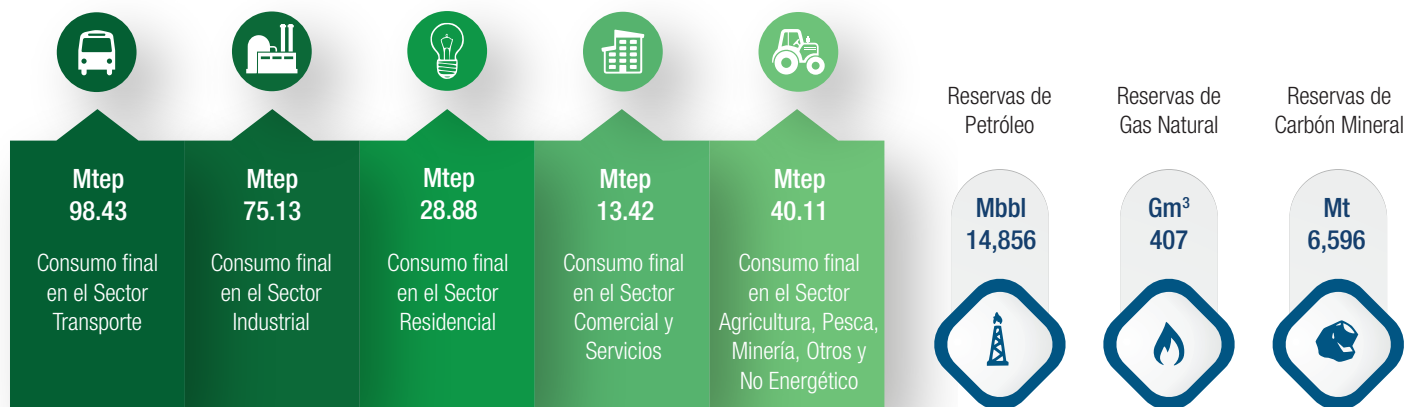 Mtep
98.43
Consumo final
en el Sector
Transporte
Mtep
75.13
Consumo final
en el Sector
Industrial
Mtep
28.88
Consumo final
en el Sector
Residencial
Mtep
13.42
Consumo final
en el Sector
Comercial y
Servicios
Mtep
40.11
Consumo final
en el Sector
Agricultura, Pesca,
Minería, Otros y
No Energético
Reservas de
Petróleo
Mbbl
14,856
Reservas de
Gas Natural
Gm³
407
Reservas de
Carbón Mineral
Mt
6,596